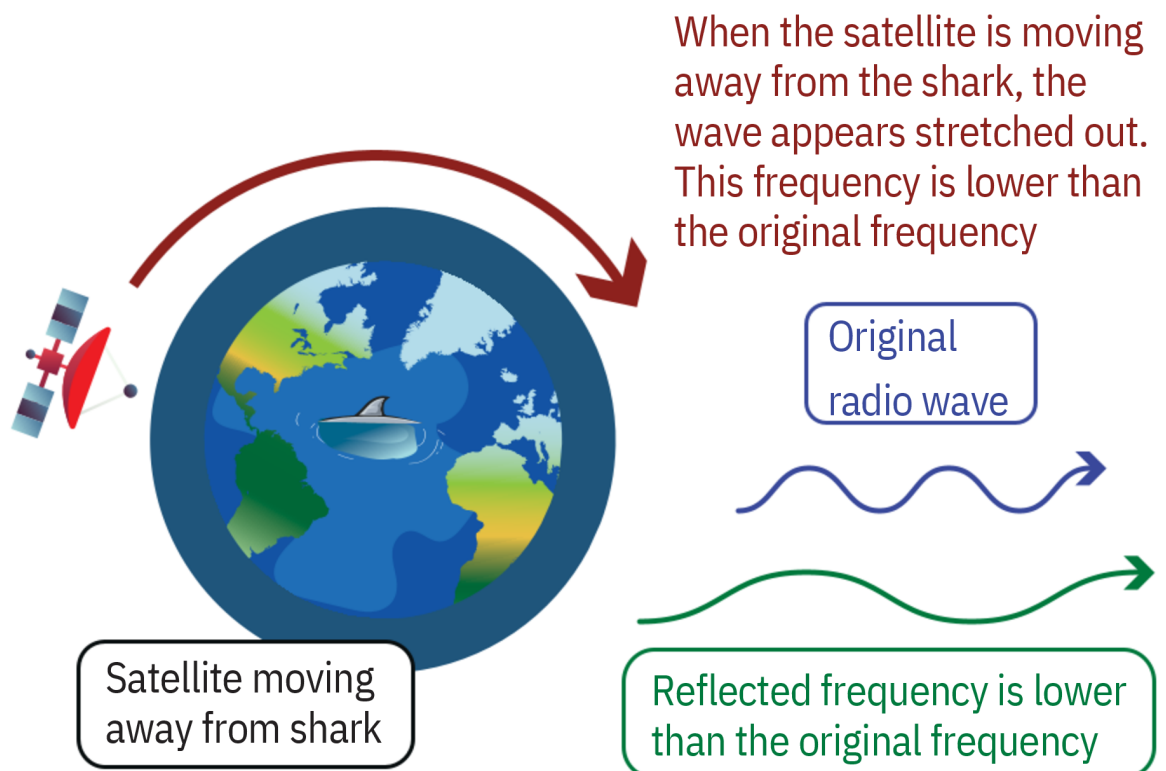 When the satellite is moving
away from the shark, the
wave appears stretched out.
This frequency is lower than
the original frequency
Original
radio wave
Satellite moving
away from shark
Reflected frequency is lower
than the original frequency